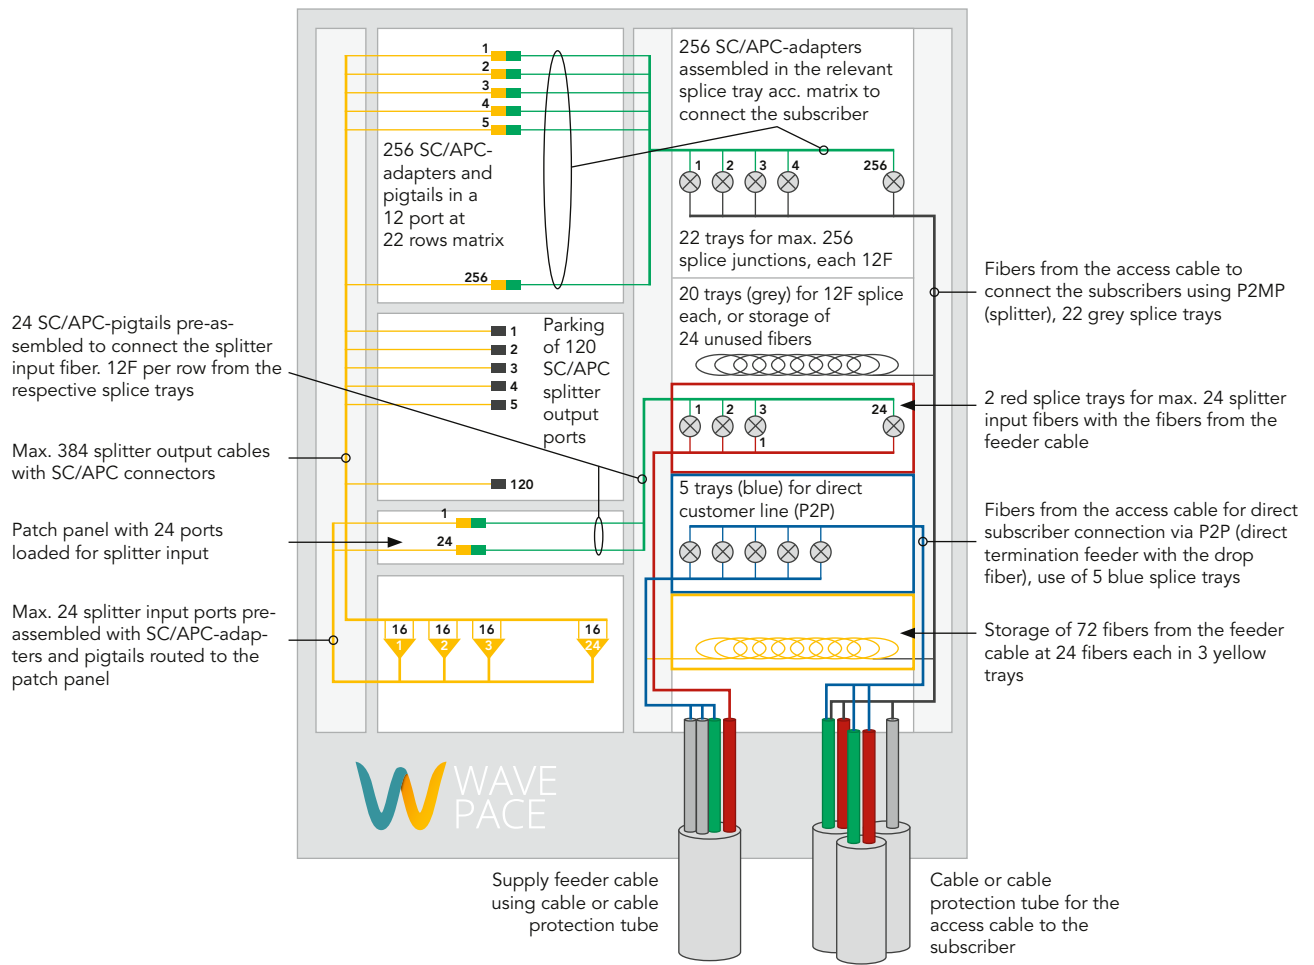 1
2
3
4
5
256 SC/APC-
adapters and
pigtails in a
12 port at
22 rows matrix
256
256 SC/APC-adapters
assembled in the relevant
splice tray acc. matrix to
connect the subscriber
1 2 3 4 256
22 trays for max. 256
splice junctions, each 12F
20 trays (grey) for 12F splice
each, or storage of
24 unused fibers
Fibers from the access cable to
connect the subscribers using P2MP
(splitter), 22 grey splice trays
24 SC/APC-pigtails pre-as-
sembled to connect the splitter
input fiber. 12F per row from the
respective splice trays
1
2
3
4
5
120
Parking
of 120
SC/APC
splitter
output
ports
1 2 3 24
1
2 red splice trays for max. 24 splitter
input fibers with the fibers from the
feeder cable
Max. 384 splitter output cables
with SC/APC connectors
5 trays (blue) for direct
customer line (P2P)
Fibers from the access cable for direct
subscriber connection via P2P (direct
termination feeder with the drop
fiber), use of 5 blue splice trays
Patch panel with 24 ports
loaded for splitter input
1
24
Max. 24 splitter input ports pre-
assembled with SC/APC-adap-
ters and pigtails routed to the
patch panel
16 16 16 16
1 2 3 24
Storage of 72 fibers from the feeder
cable at 24 fibers each in 3 yellow
trays
WAVE
PACE
Supply feeder cable
using cable or cable
protection tube
Cable or cable
protection tube for the
access cable to the
subscriber